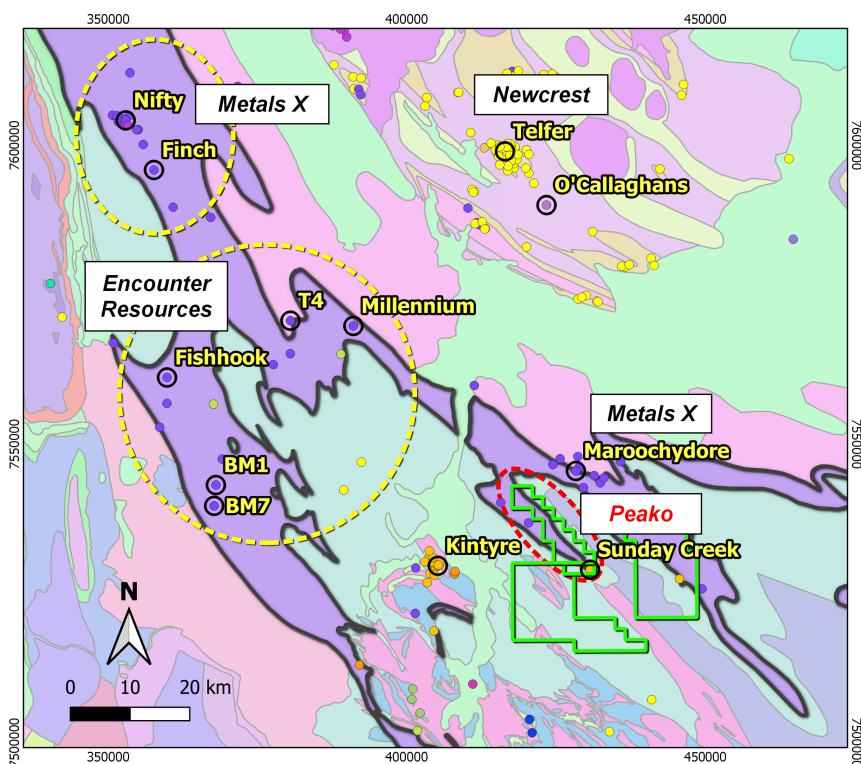 350000
400000
450000
Nifty
Metals X
Newcrest
Telfer
7600000
7600000
Finch
O'Callaghans
Encounter
Resources
T4
Millennium
Fishhook
Metals X
7550000
7550000
Maroochydore
BM1
BM7
Peako
Kintyre
Sunday Creek
N
0 10 20 km
7500000
7500000
350000
400000
450000